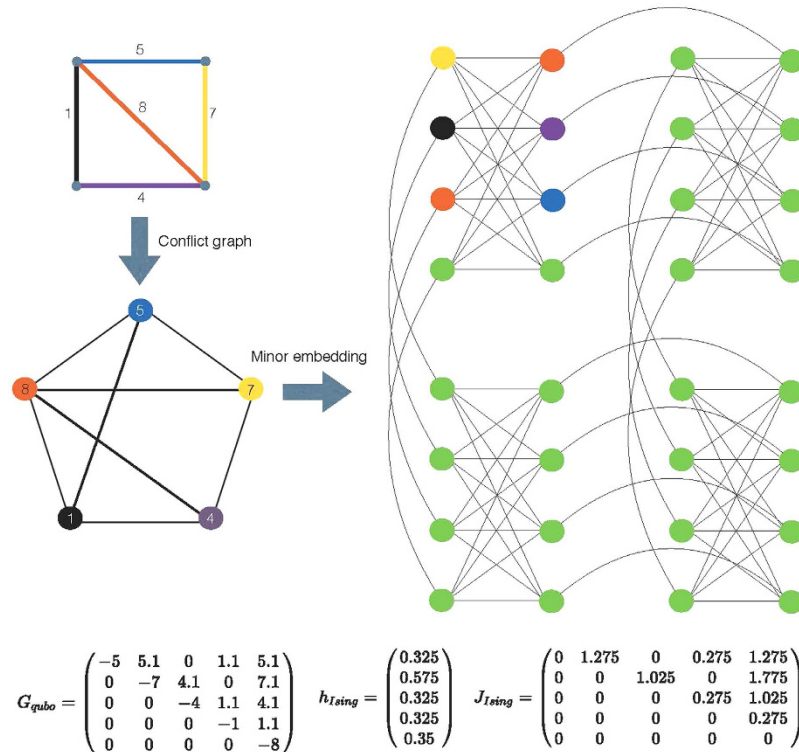 5
1
8
7
4
Conflict graph
5
8
7
1
4
Minor embedding
G_qubo = ( −5 5.1 0 1.1 5.1
0 −7 4.1 0 7.1
0 0 −4 1.1 4.1
0 0 0 −1 1.1
0 0 0 0 −8 )
h_Ising = ( 0.325
0.575
0.325
0.325
0.35 )
J_Ising = ( 0 1.275 0 0.275 1.275
0 0 1.025 0 1.775
0 0 0 0.275 1.025
0 0 0 0 0.275
0 0 0 0 0 )